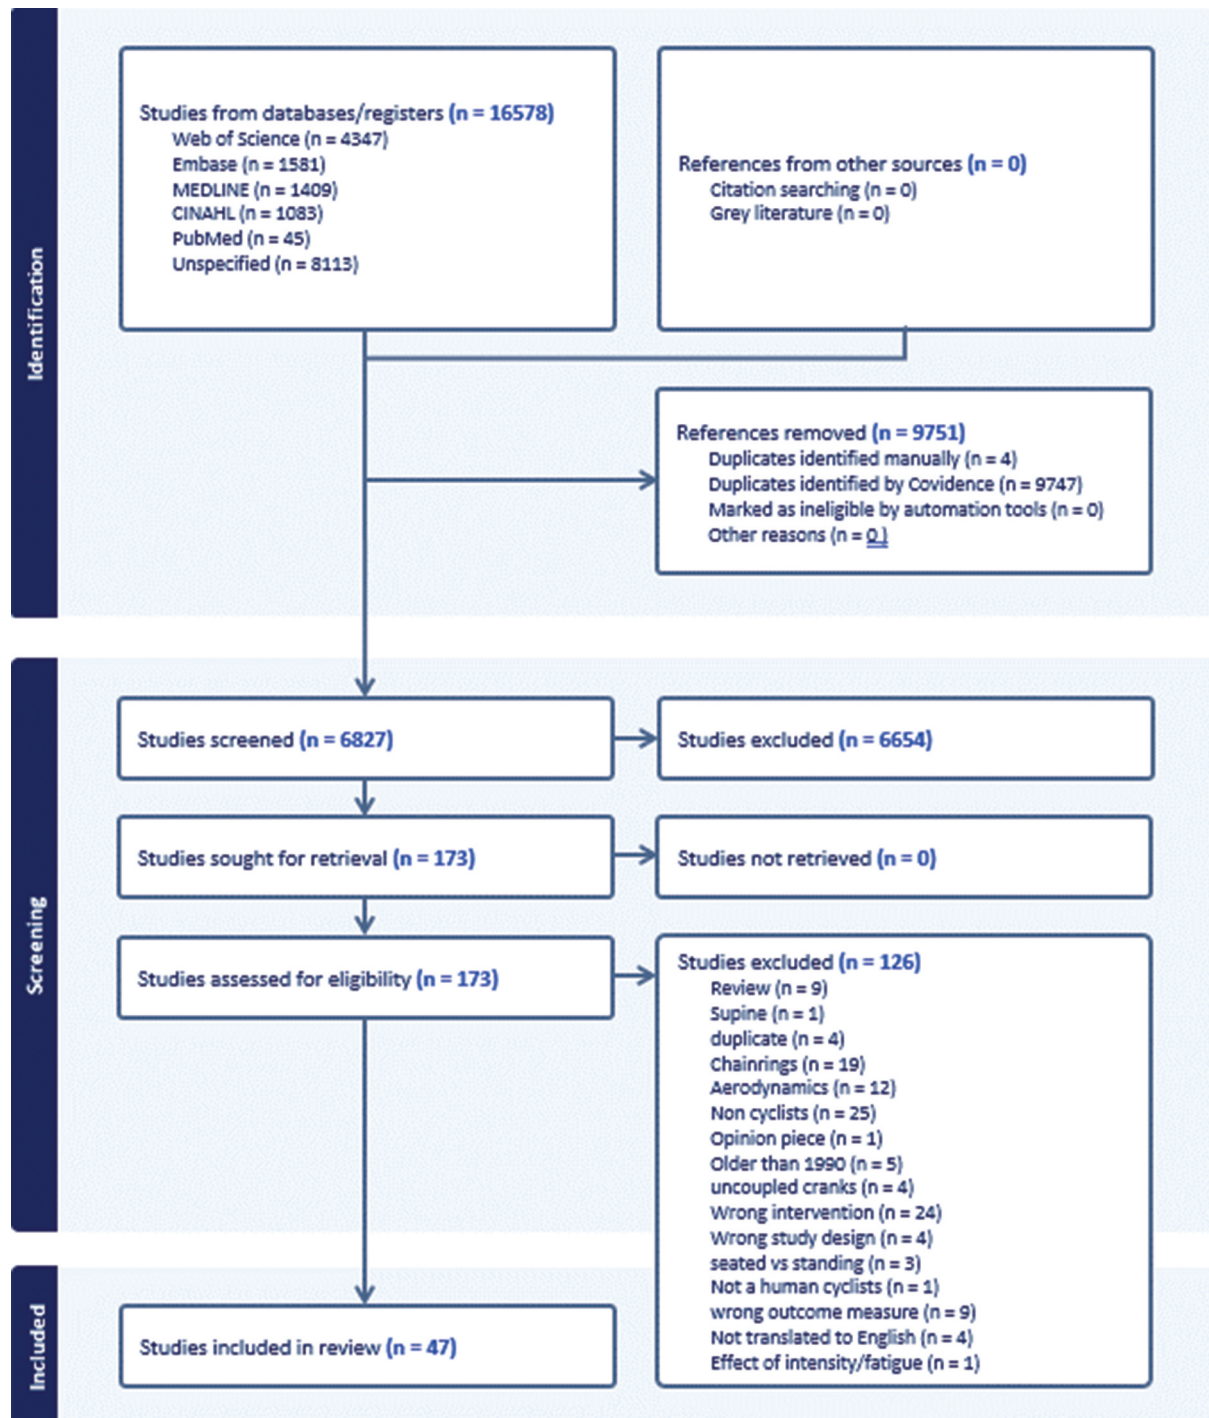 Identification
Studies from databases/registers (n = 16578)
Web of Science (n = 4347)
Embase (n = 1581)
MEDLINE (n = 1409)
CINAHL (n = 1083)
PubMed (n = 45)
Unspecified (n = 8113)
References from other sources (n = 0)
Citation searching (n = 0)
Grey literature (n = 0)
References removed (n = 9751)
Duplicates identified manually (n = 4)
Duplicates identified by Covidence (n = 9747)
Marked as ineligible by automation tools (n = 0)
Other reasons (n = 0 )
Screening
Studies screened (n = 6827)
Studies excluded (n = 6654)
Studies sought for retrieval (n = 173)
Studies not retrieved (n = 0)
Studies assessed for eligibility (n = 173)
Studies excluded (n = 126)
Review (n = 9)
Supine (n = 1)
duplicate (n = 4)
Chainrings (n = 19)
Aerodynamics (n = 12)
Non cyclists (n = 25)
Opinion piece (n = 1)
Older than 1990 (n = 5)
uncoupled cranks (n = 4)
Wrong intervention (n = 24)
Wrong study design (n = 4)
seated vs standing (n = 3)
Not a human cyclists (n = 1)
wrong outcome measure (n = 9)
Not translated to English (n = 4)
Effect of intensity/fatigue (n = 1)
Included
Studies included in review (n = 47)